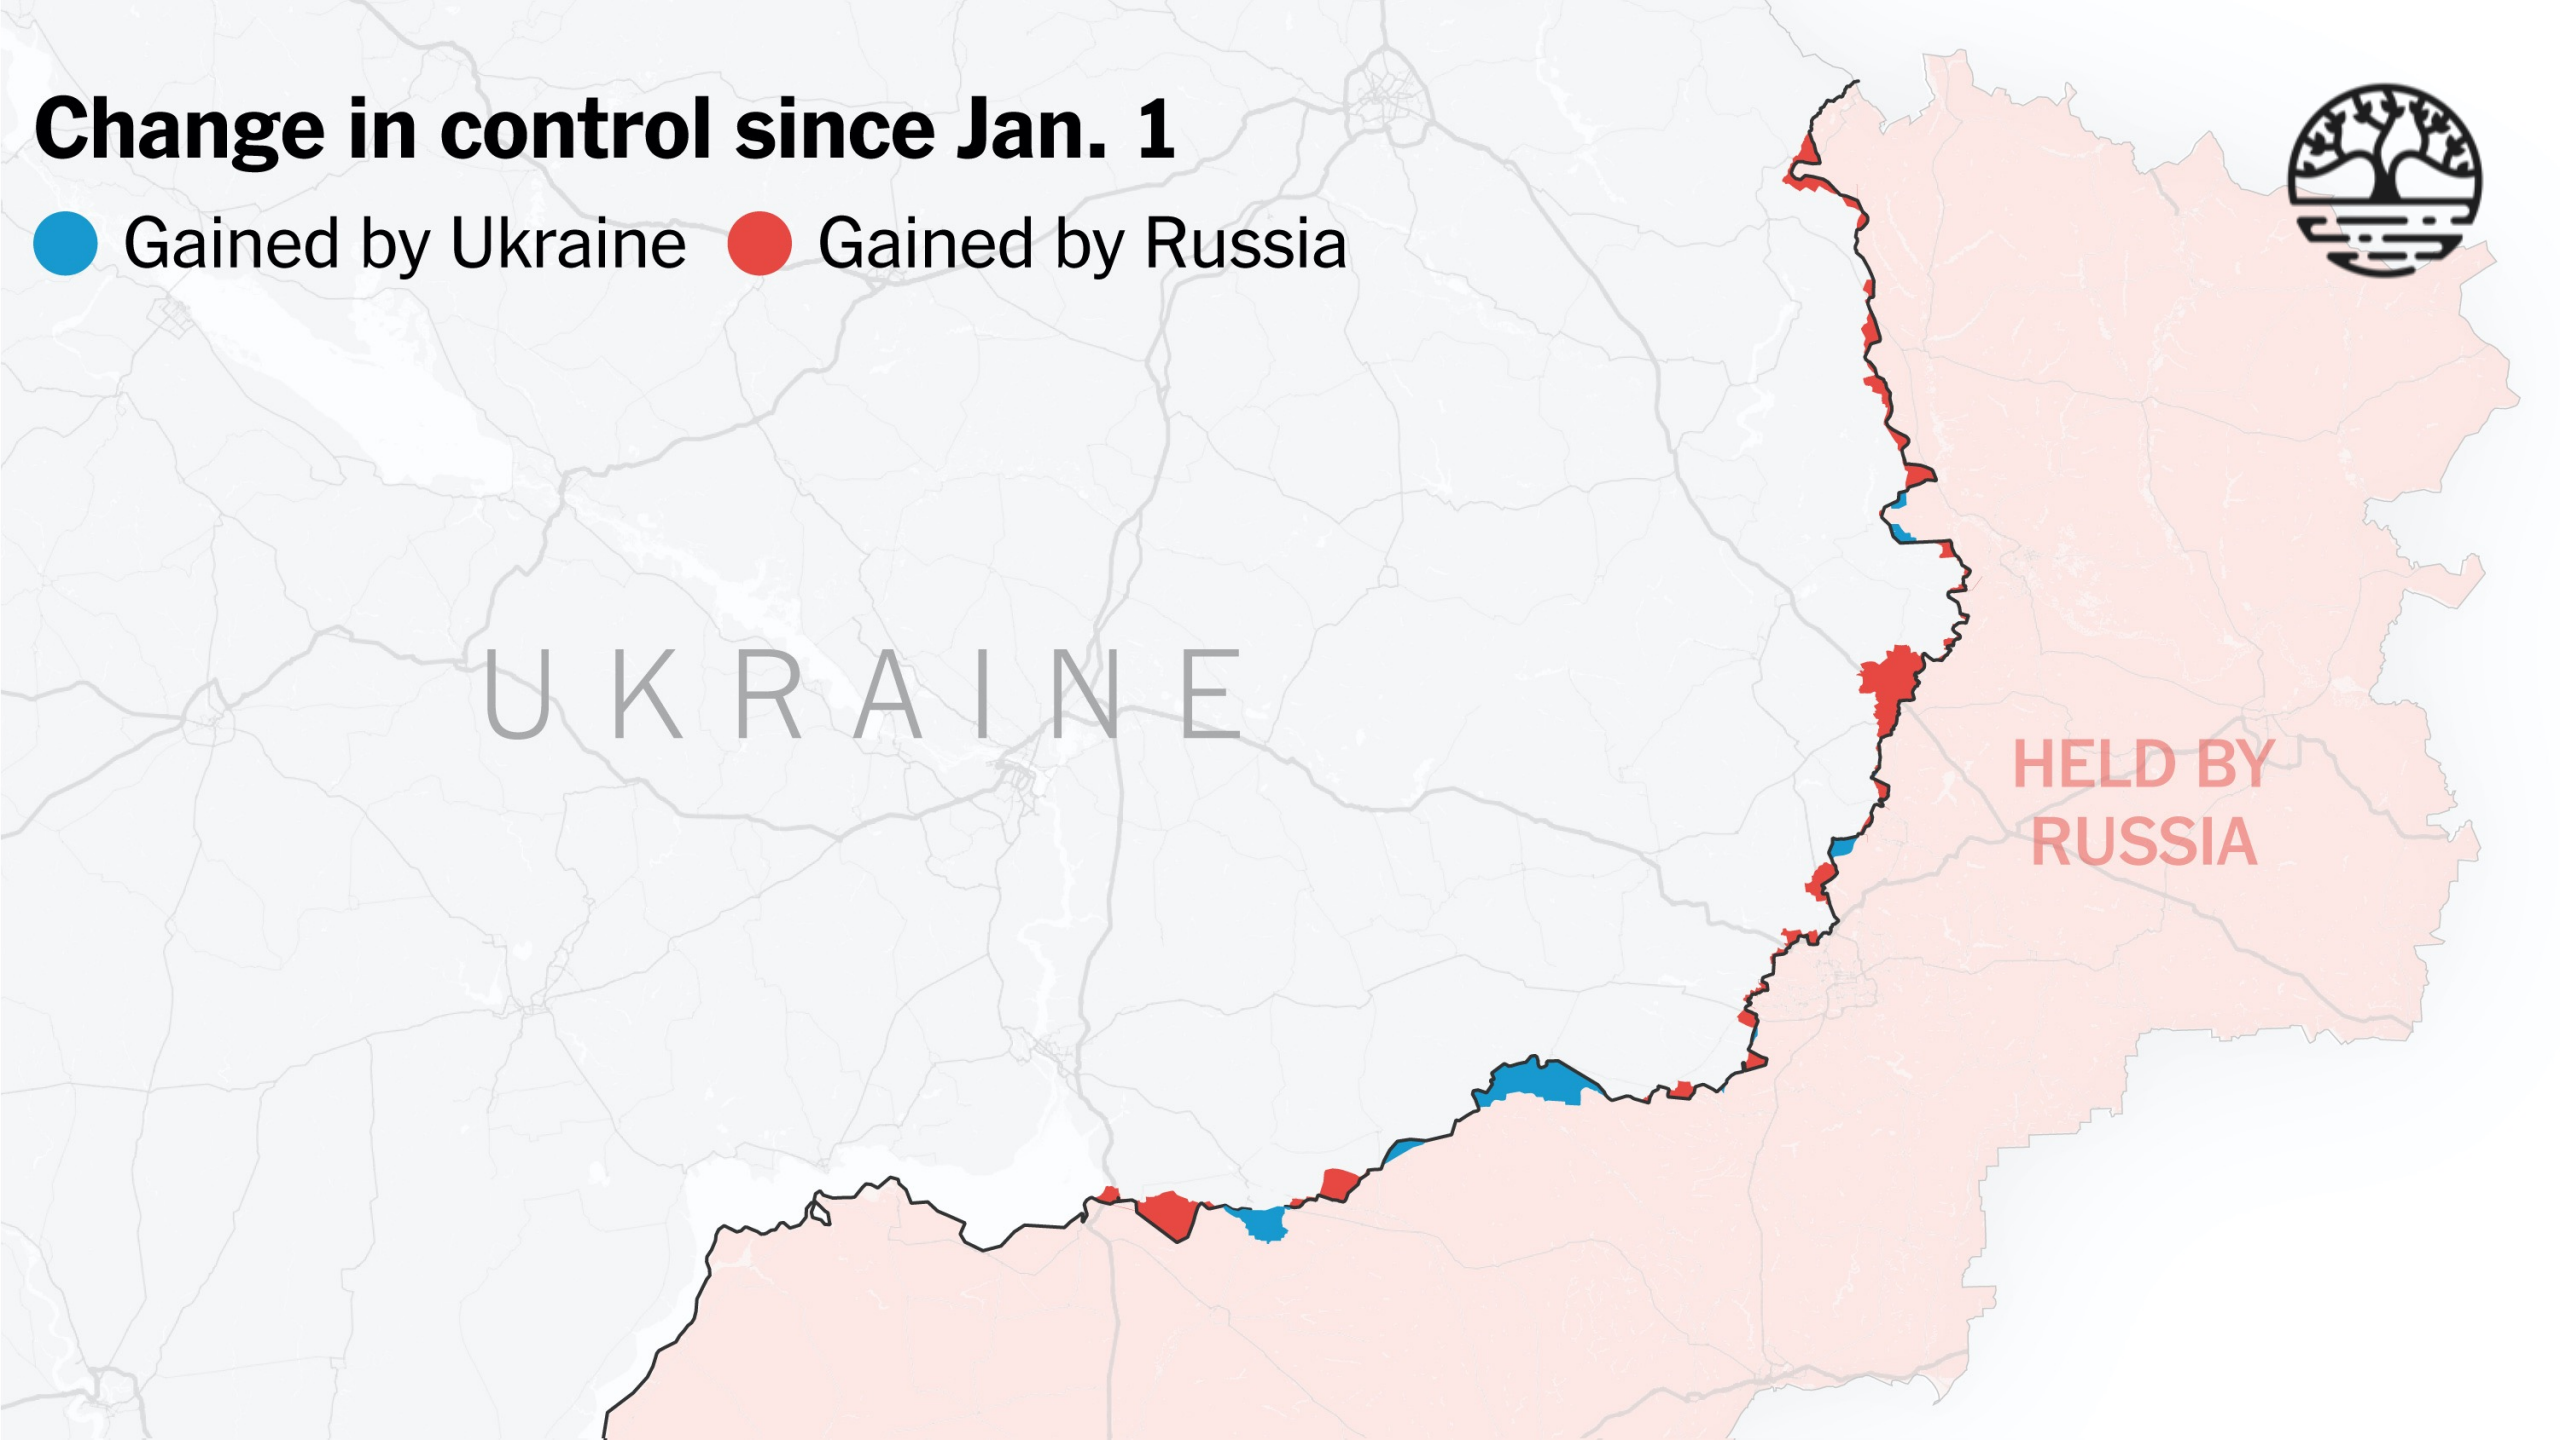 Change in control since Jan. 1
Gained by Ukraine Gained by Russia
UKRAINE
HELD BY
RUSSIA